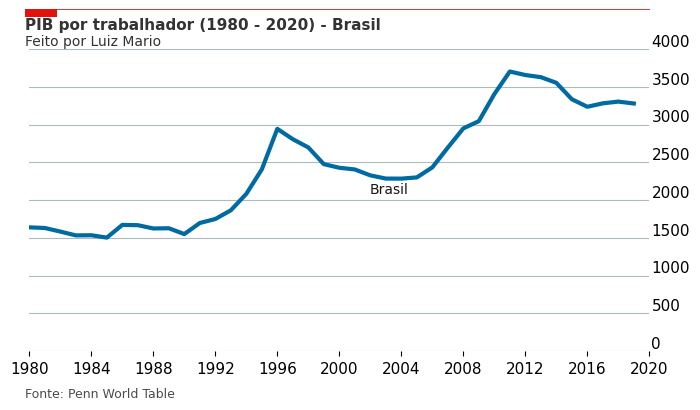 PIB por trabalhador (1980 - 2020) - Brasil
Feito por Luiz Mario
4000
3500
3000
2500
2000
1500
1000
500
0
Brasil
1980 1984 1988 1992 1996 2000 2004 2008 2012 2016 2020
Fonte: Penn World Table